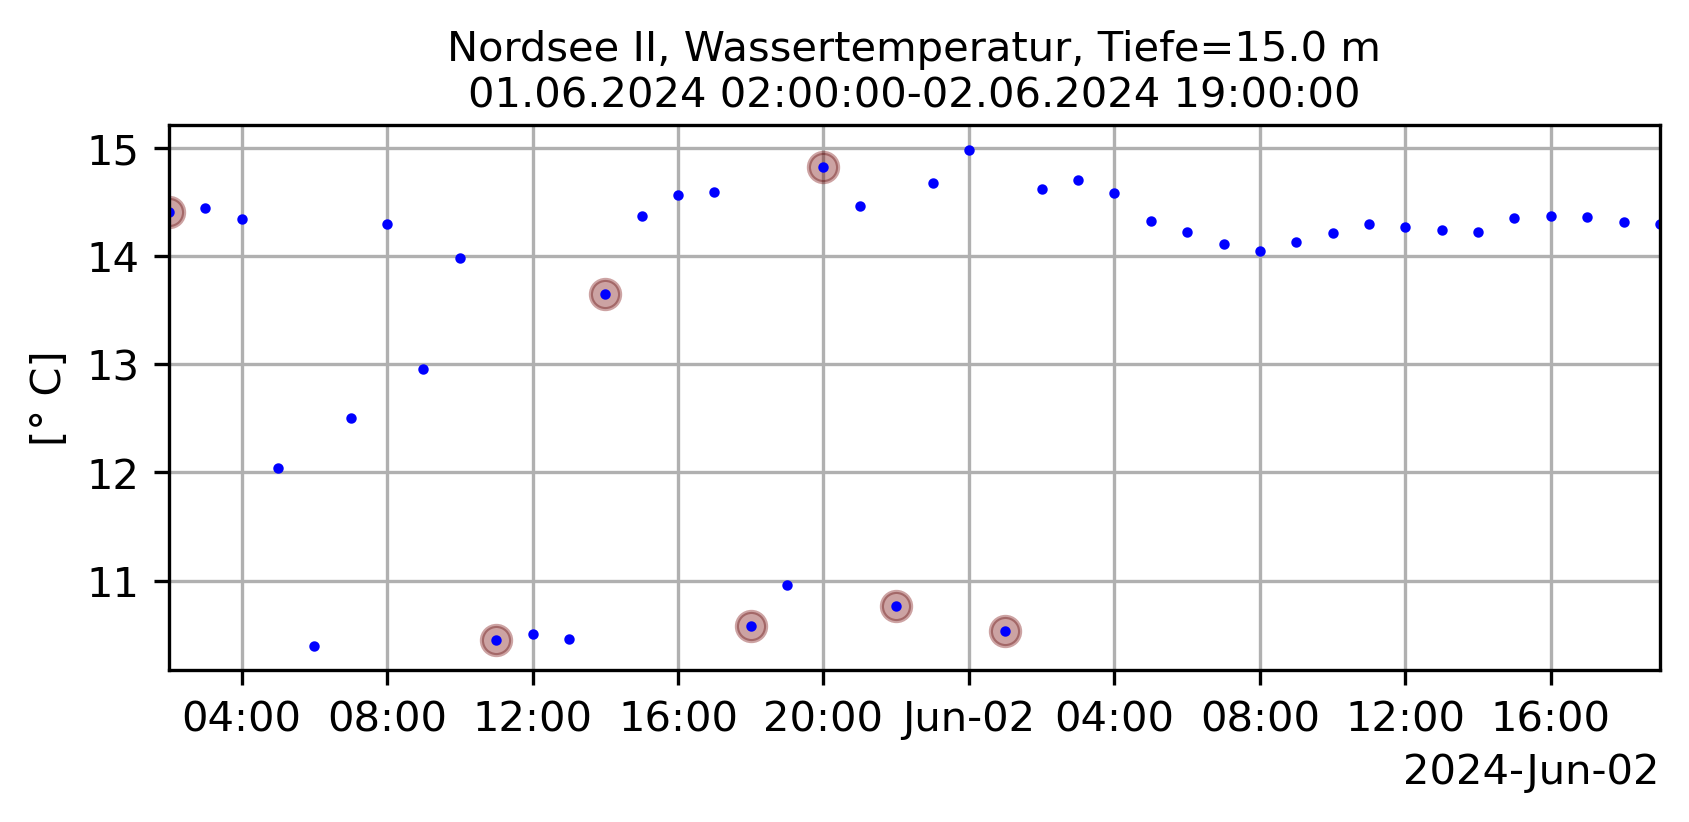 Nordsee II, Wassertemperatur, Tiefe=15.0 m
01.06.2024 02:00:00-02.06.2024 19:00:00
[° C]
15
14
13
12
11
04:00 08:00 12:00 16:00 20:00 Jun-02 04:00 08:00 12:00 16:00
2024-Jun-02